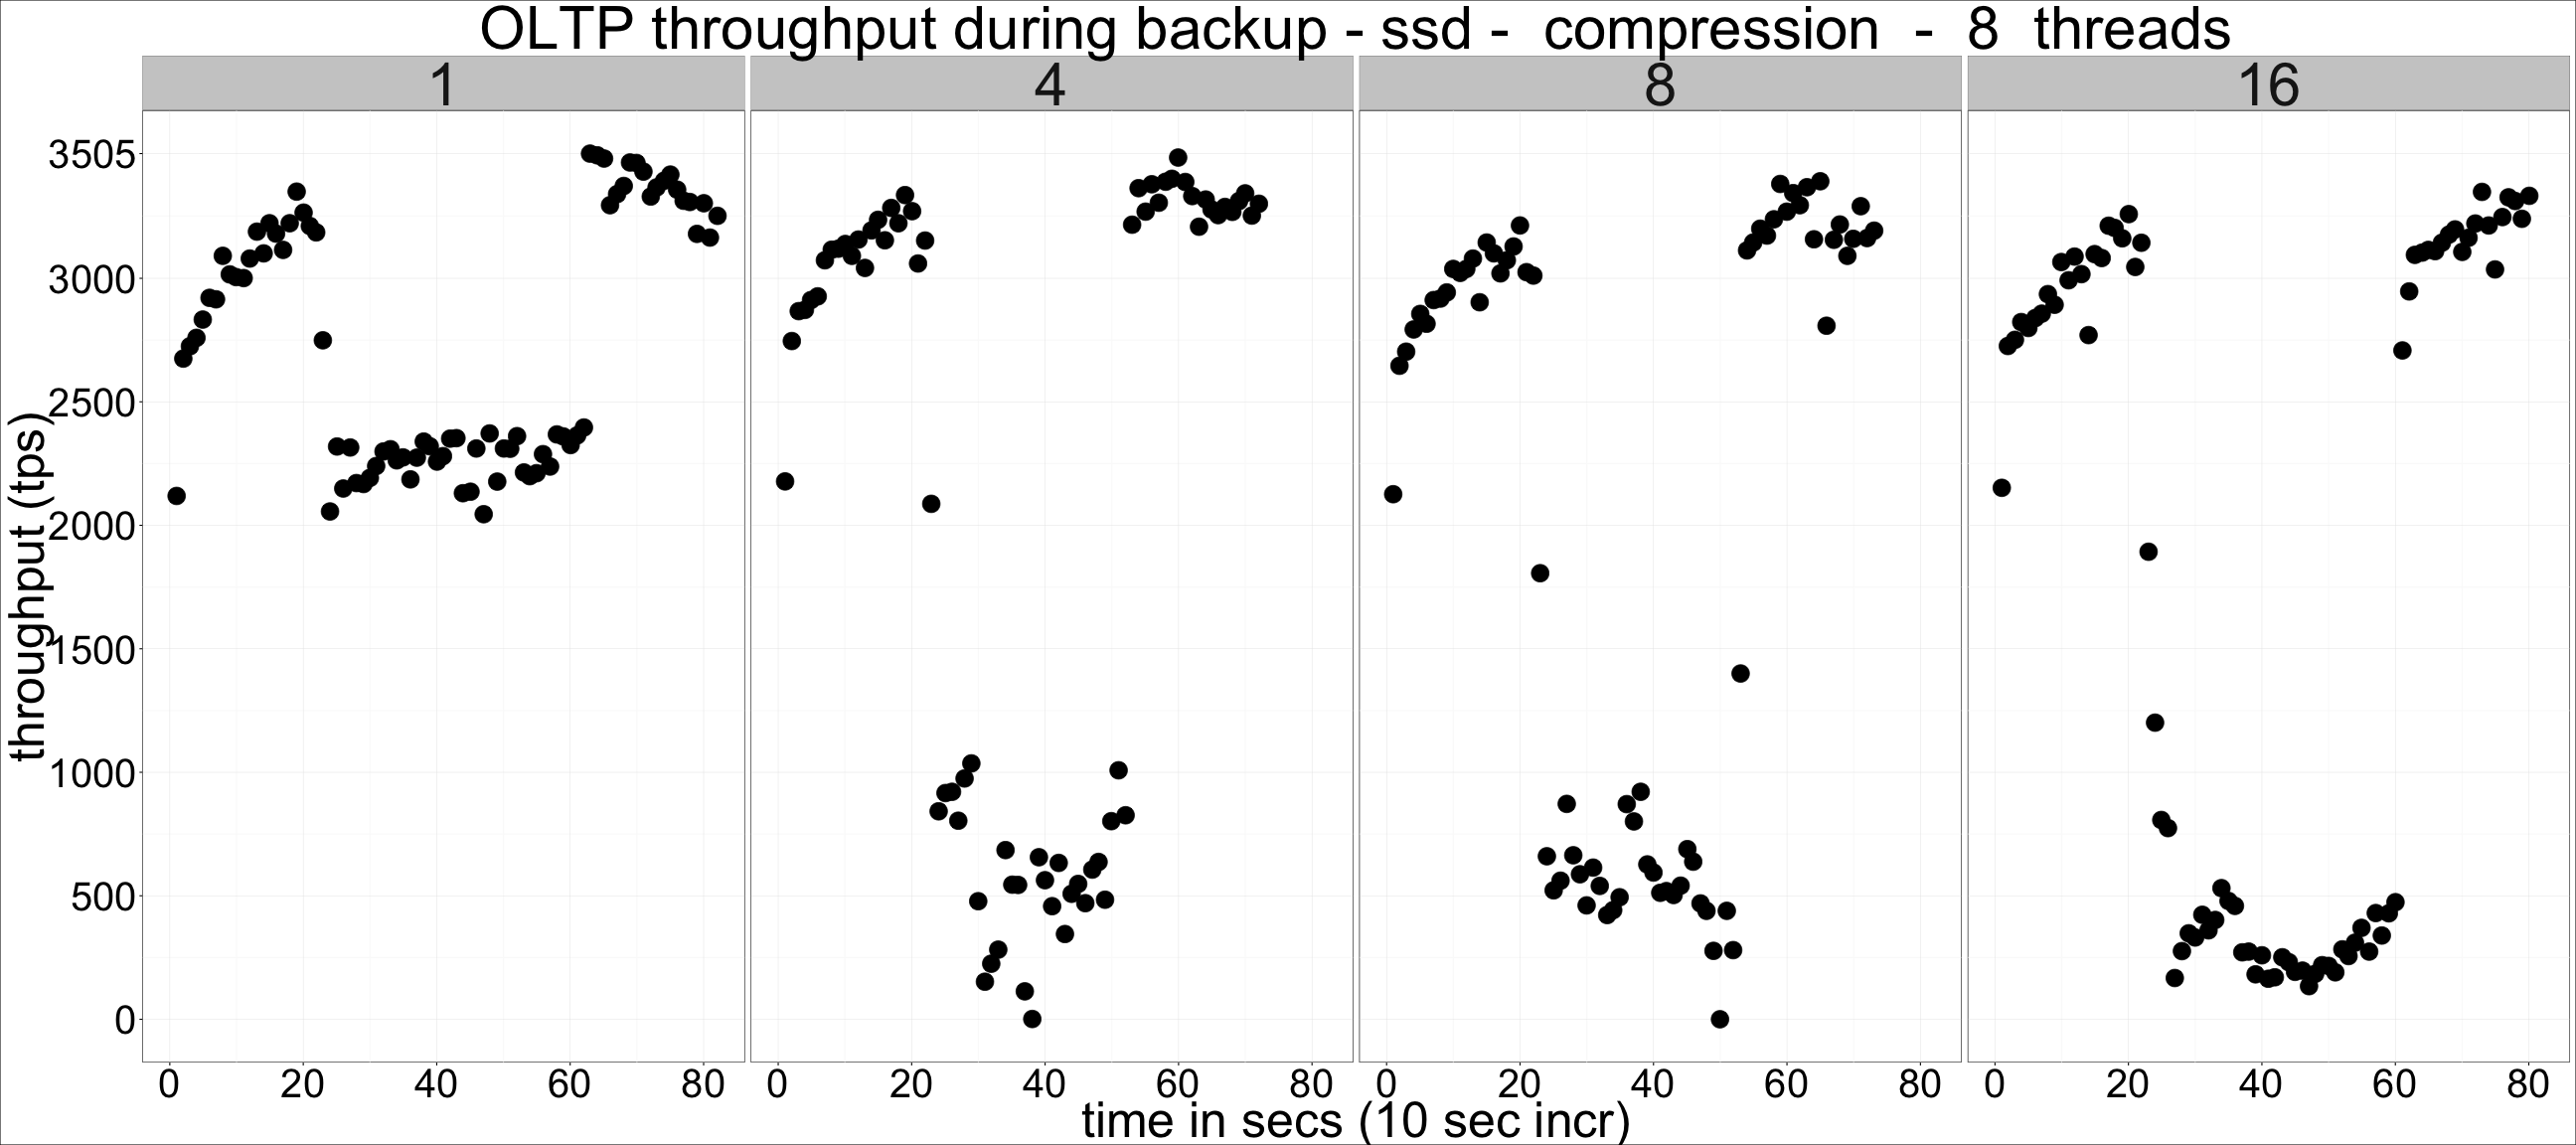 OLTP throughput during backup - ssd - compression - 8 threads
1 4 8 16
throughput (tps)
3505
3000
2500
2000
1500
1000
500
0
0 20 40 60 80 0 20 40 60 80 0 20 40 60 80 0 20 40 60 80
time in secs (10 sec incr)